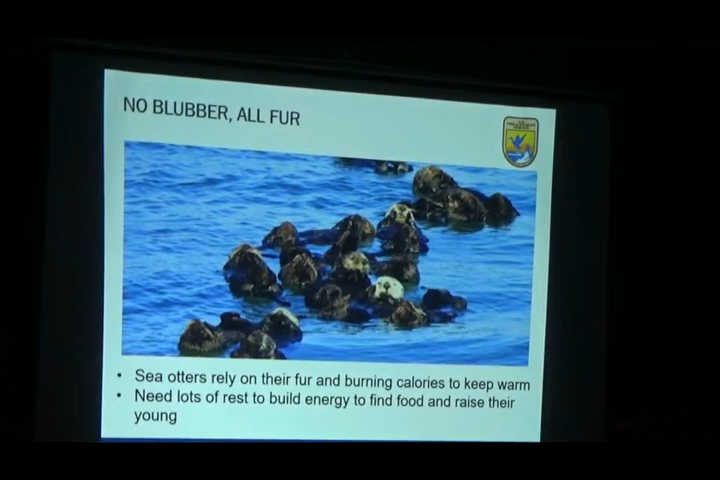 NO BLUBBER, ALL FUR
• Sea otters rely on their fur and burning calories to keep warm
• Need lots of rest to build energy to find food and raise their
young